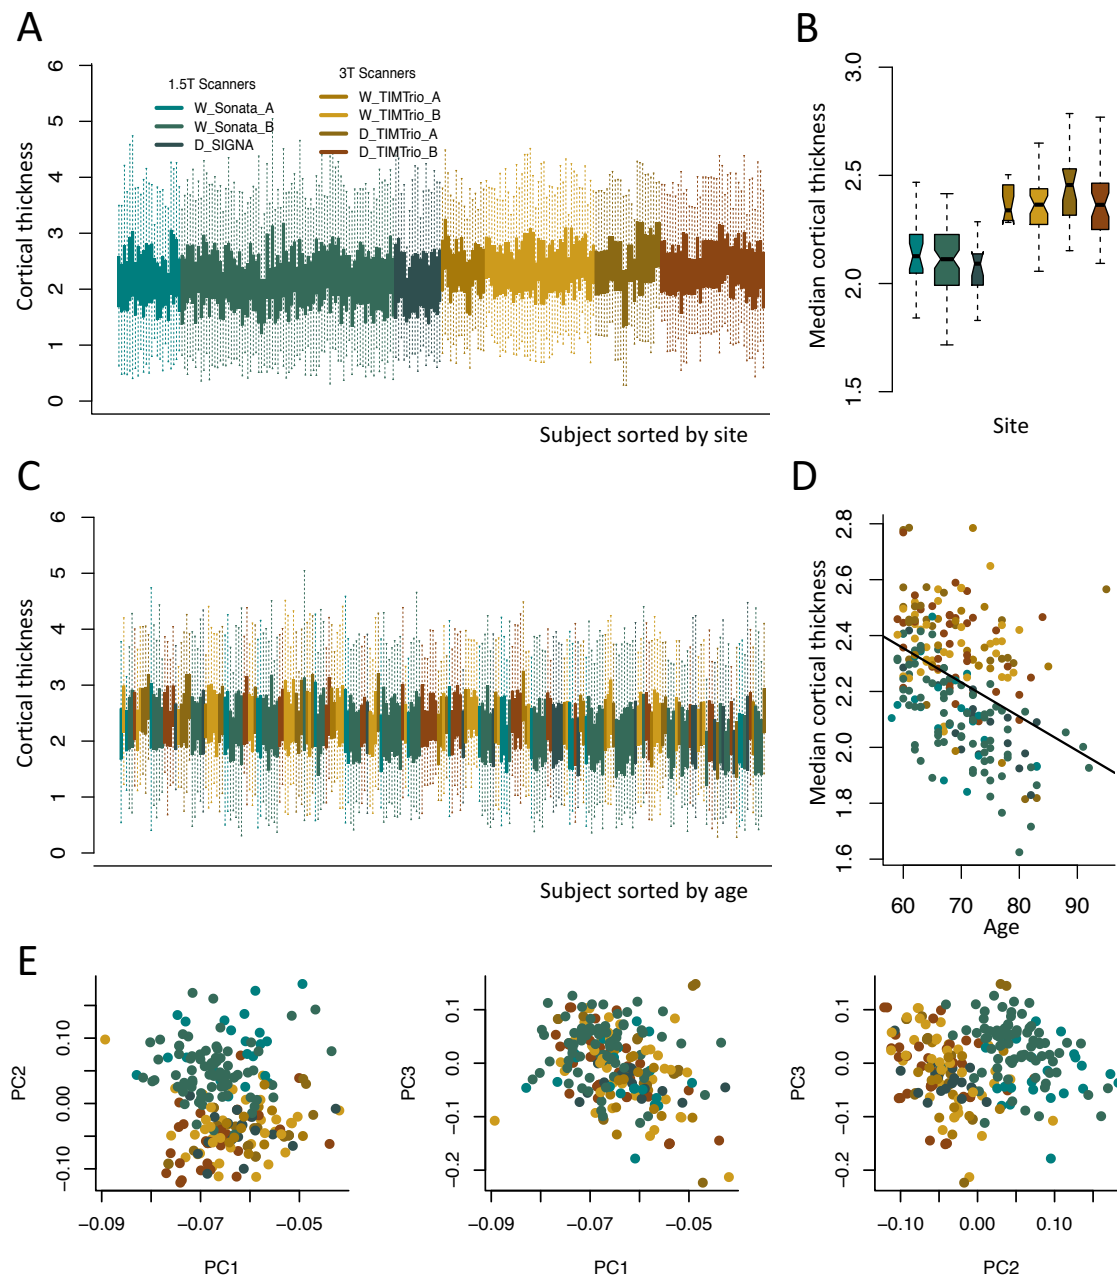 A
Cortical thickness
6
5
4
3
2
1
0
1.5T Scanners
W_Sonata_A
W_Sonata_B
D_SIGNA
3T Scanners
W_TIMTrio_A
W_TIMTrio_B
D_TIMTrio_A
D_TIMTrio_B
Subject sorted by site
B
Median cortical thickness
3.0
2.5
2.0
1.5
Site
C
Cortical thickness
6
5
4
3
2
1
0
Subject sorted by age
D
Median cortical thickness
2.8
2.6
2.4
2.2
2.0
1.8
1.6
60 70 80 90
Age
E
PC2
0.10
0.00
−0.10
−0.09 −0.07 −0.05
PC1
PC3
0.1
0.0
−0.1
−0.2
−0.09 −0.07 −0.05
PC1
PC3
0.1
0.0
−0.1
−0.2
−0.10 0.00 0.10
PC2